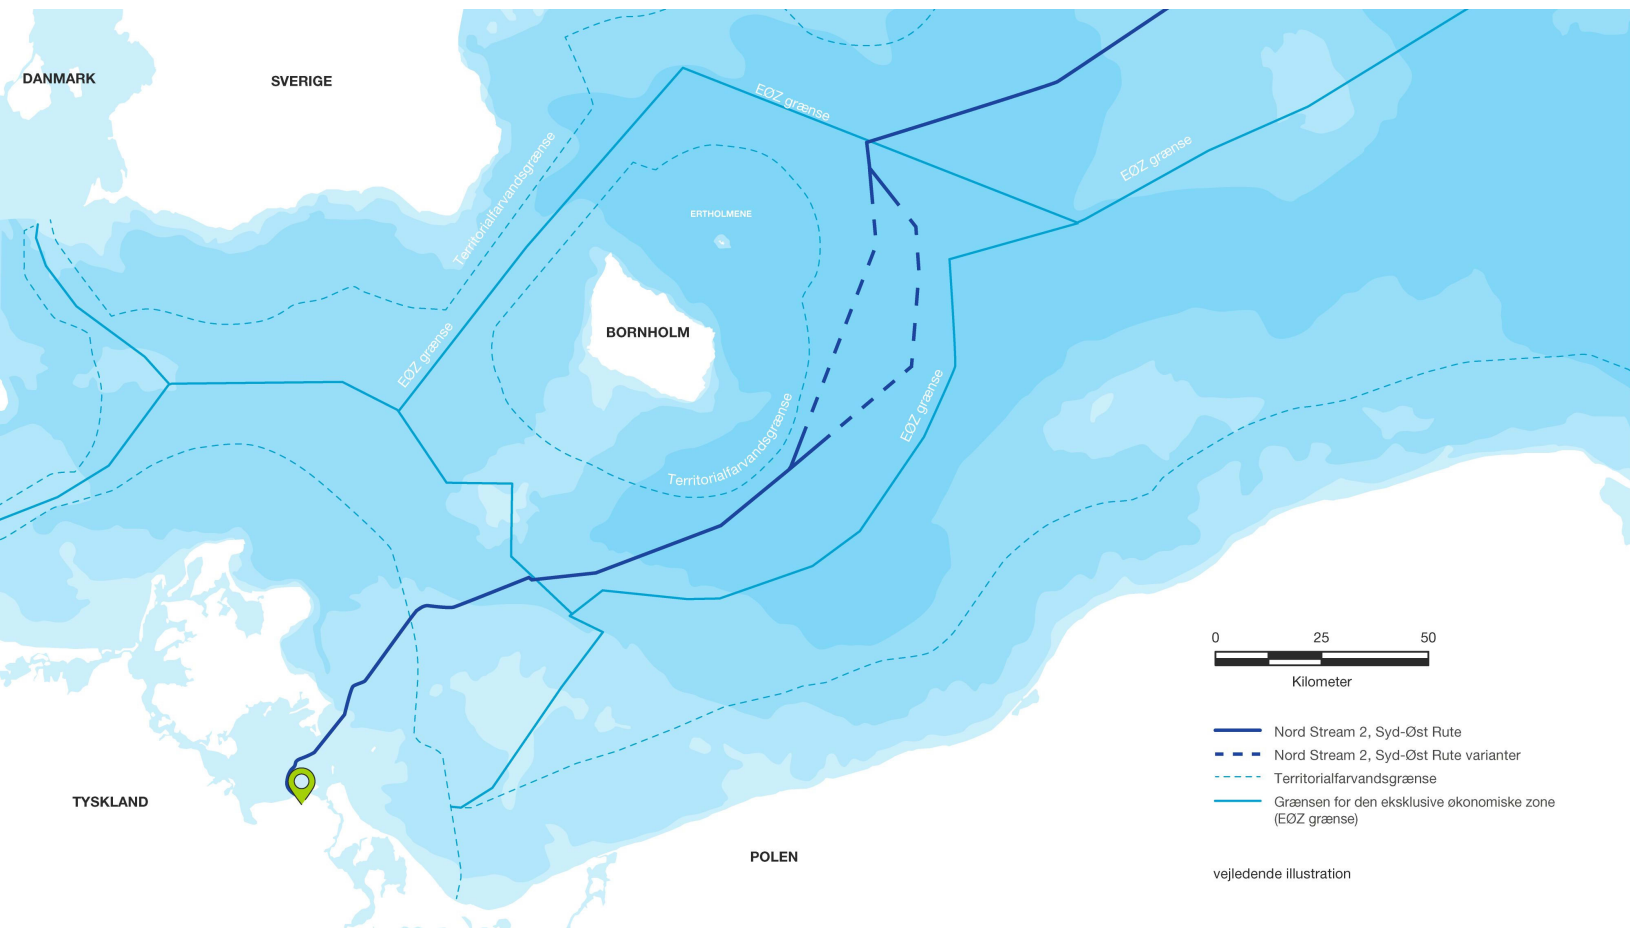 DANMARK
SVERIGE
EØZ grænse
EØZ grænse
Territorialfarvandsgrænse
ERTHOLMENE
BORNHOLM
EØZ grænse
EØZ grænse
Territorialfarvandsgrænse
0 25 50
Kilometer
Nord Stream 2, Syd-Øst Rute
Nord Stream 2, Syd-Øst Rute varianter
Territorialfarvandsgrænse
Grænsen for den eksklusive økonomiske zone
(EØZ grænse)
TYSKLAND
POLEN
vejledende illustration